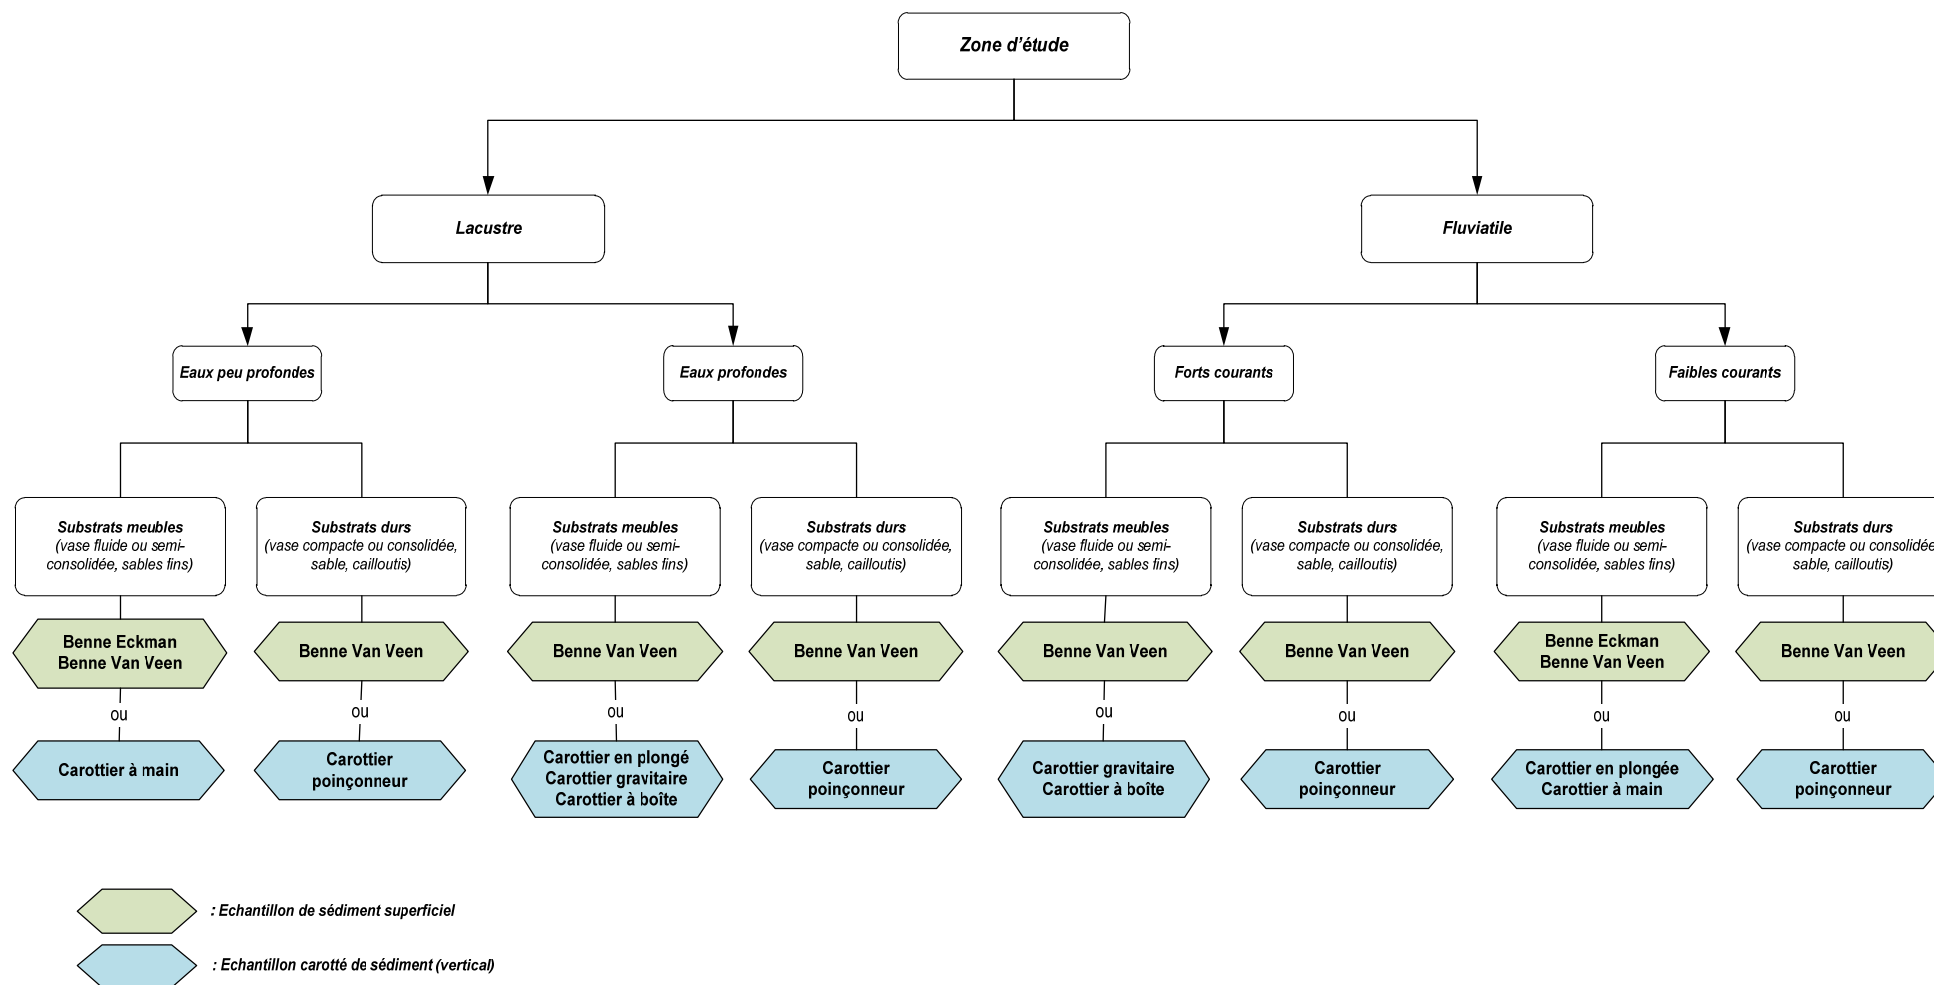 Zone d'étude
Lacustre
Fluviatile
Eaux peu profondes
Eaux profondes
Forts courants
Faibles courants
Substrats meubles
(vase fluide ou semi-
consolidée, sables fins)
Substrats durs
(vase compacte ou consolidée,
sable, cailloutis)
Substrats meubles
(vase fluide ou semi-
consolidée, sables fins)
Substrats durs
(vase compacte ou consolidée,
sable, cailloutis)
Substrats meubles
(vase fluide ou semi-
consolidée, sables fins)
Substrats durs
(vase compacte ou consolidée,
sable, cailloutis)
Substrats meubles
(vase fluide ou semi-
consolidée, sables fins)
Substrats durs
(vase compacte ou consolidée
sable, cailloutis)
Benne Eckman
Benne Van Veen
Benne Van Veen
Benne Van Veen
Benne Van Veen
Benne Van Veen
Benne Van Veen
Benne Eckman
Benne Van Veen
Benne Van Veen
ou
ou
ou
ou
ou
ou
ou
ou
Carottier à main
Carottier
poinçonneur
Carottier en plongé
Carottier gravitaire
Carottier à boîte
Carottier
poinçonneur
Carottier gravitaire
Carottier à boîte
Carottier
poinçonneur
Carottier en plongée
Carottier à main
Carottier
poinçonneur
: Echantillon de sédiment superficiel
: Echantillon carotté de sédiment (vertical)